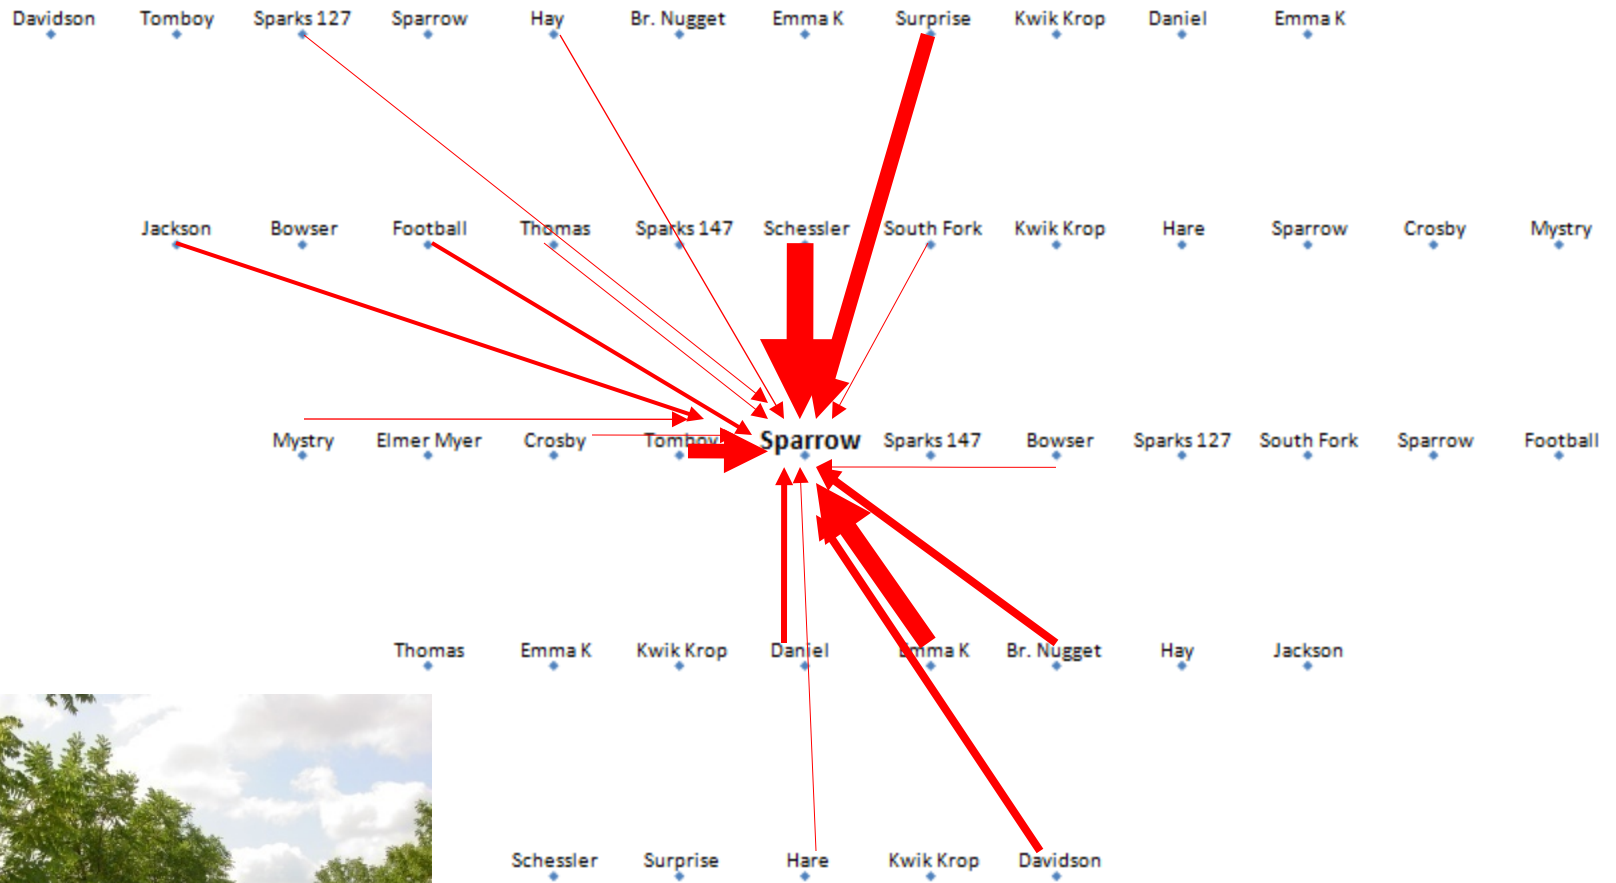 Davidson Tomboy Sparks 127 Sparrow Hay Br. Nugget Emma K Surprise Kwik Krop Daniel Emma K
Jackson Bowser Football Thomas Sparks 147 Schessler South Fork Kwik Krop Hare Sparrow Crosby Mystry
Mystry Elmer Myer Crosby Tomboy Sparrow Sparks 147 Bowser Sparks 127 South Fork Sparrow Football
Thomas Emma K Kwik Krop Daniel Emma K Br. Nugget Hay Jackson
Schessler Surprise Hare Kwik Krop Davidson